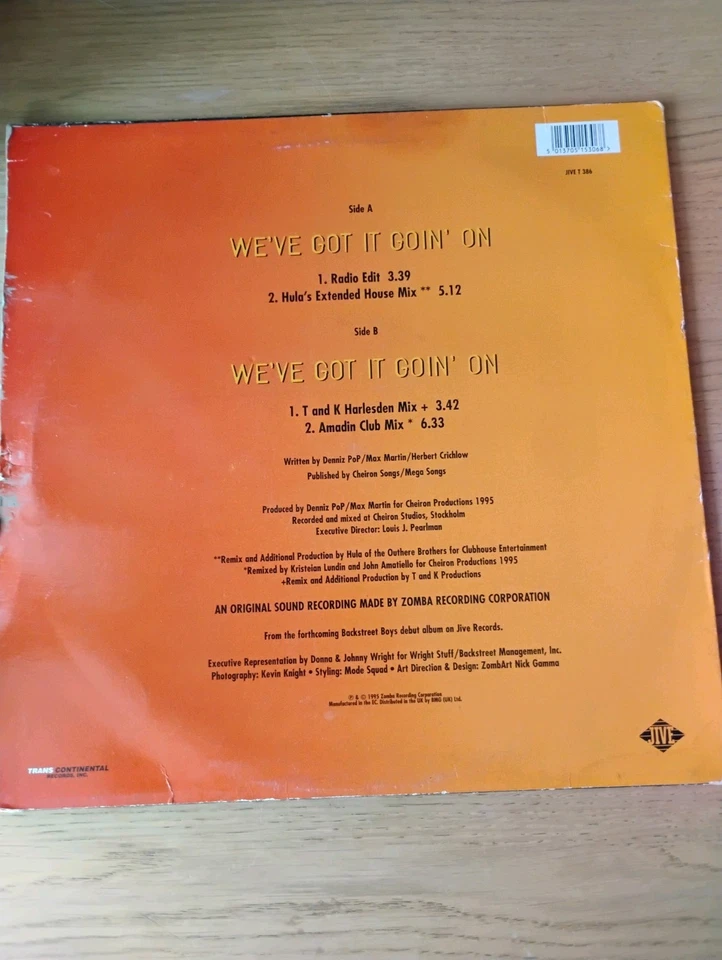 5 013705 153068 >
JIVE T 386
Side A
WE'VE GOT IT GOIN' ON
1. Radio Edit 3.39
2. Hula's Extended House Mix ** 5.12
Side B
WE'VE GOT IT GOIN' ON
1. T and K Harlesden Mix + 3.42
2. Amadin Club Mix * 6.33
Written by Denniz PoP/Max Martin/Herbert Crichlow
Published by Cheiron Songs/Mega Songs
Produced by Denniz PoP/Max Martin for Cheiron Productions 1995
Recorded and mixed at Cheiron Studios, Stockholm
Executive Director: Louis J. Pearlman
**Remix and Additional Production by Hula of the Outhere Brothers for Clubhouse Entertainment
*Remixed by Kristeian Lundin and John Amatiello for Cheiron Productions 1995
+Remix and Additional Production by T and K Productions
AN ORIGINAL SOUND RECORDING MADE BY ZOMBA RECORDING CORPORATION
From the forthcoming Backstreet Boys debut album on Jive Records.
Executive Representation by Donna & Johnny Wright for Wright Stuff/Backstreet Management, Inc.
Photography: Kevin Knight • Styling: Mode Squad • Art Direction & Design: ZombArt Nick Gamma
℗ & © 1995 Zomba Recording Corporation
Manufactured in the EC. Distributed in the UK by BMG (UK) Ltd.
JIVE
TRANS CONTINENTAL
RECORDS, INC.